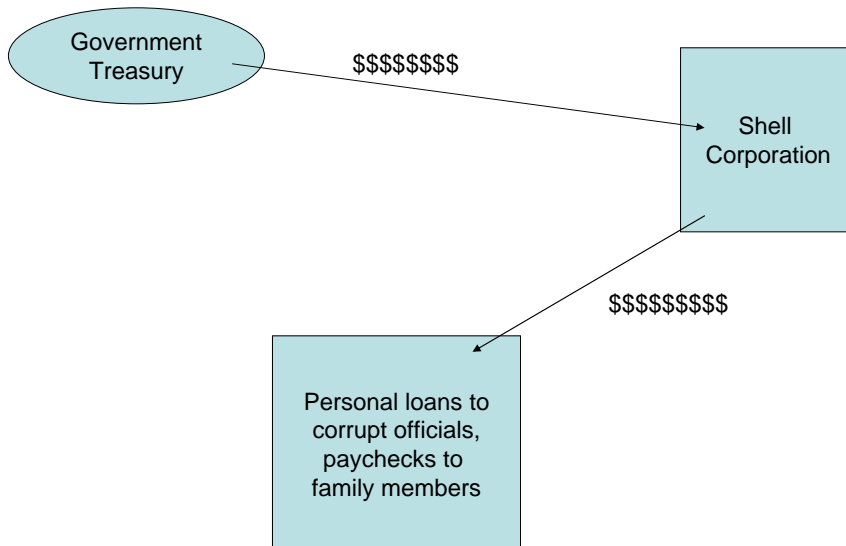 Government
Treasury
$$$$$$$$
Shell
Corporation
$$$$$$$$$
Personal loans to
corrupt officials,
paychecks to
family members